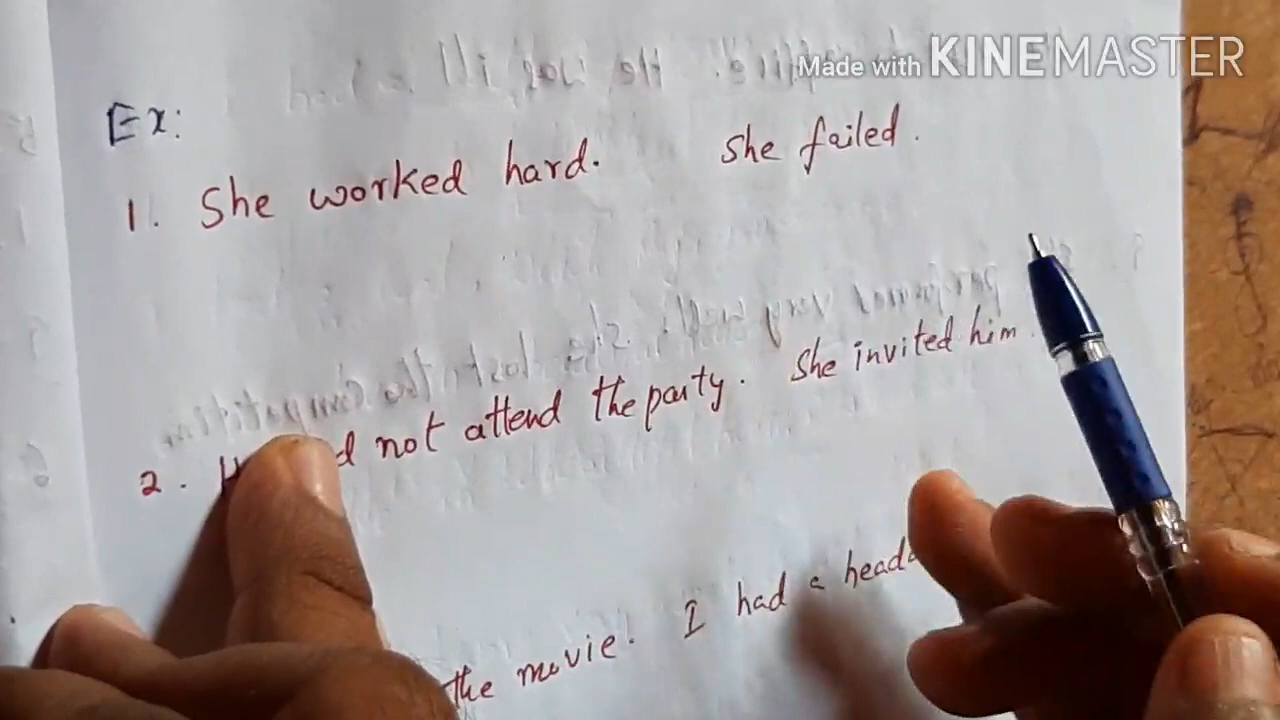 Made with KINEMASTER
Ex:
1. She worked hard. She failed.
2. not attend the party. She invited him.
the movie. I had a